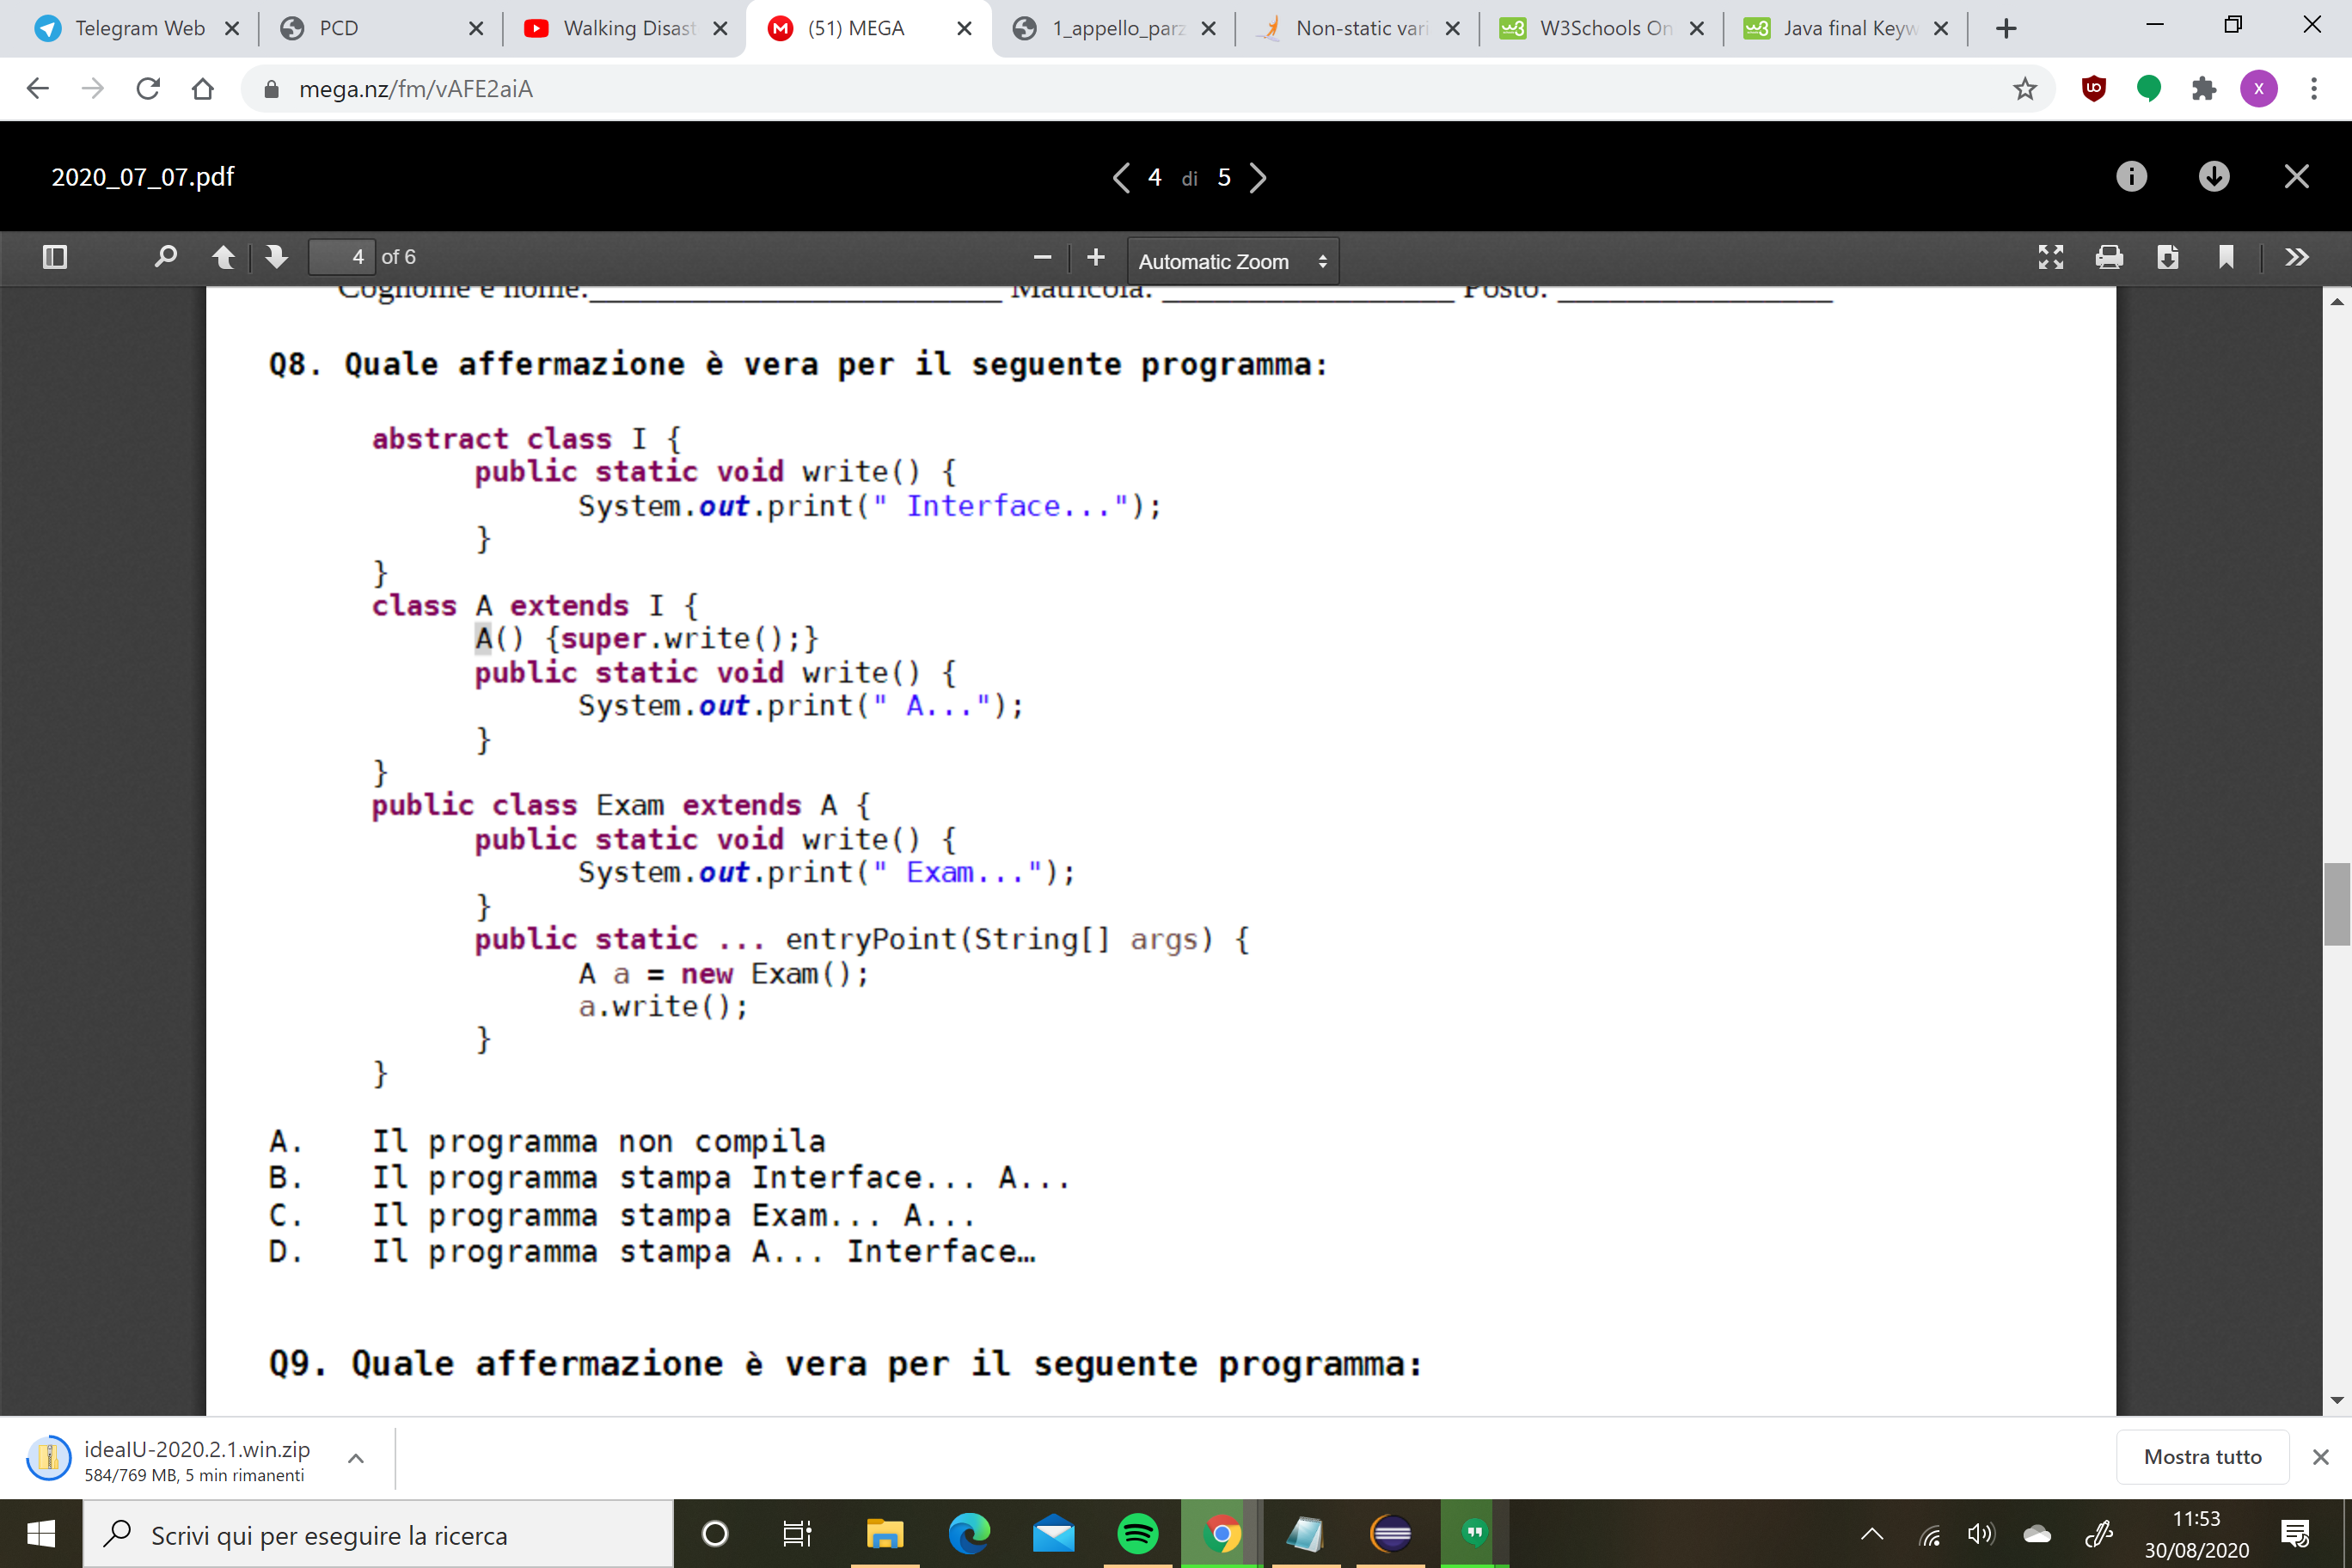 Telegram Web
PCD
Walking Disast
(51) MEGA
1_appello_parz
Non-static vari
W3Schools On
Java final Keyw
mega.nz/fm/vAFE2aiA
x
2020_07_07.pdf
4 di 5
4 of 6
Automatic Zoom
Cognome e nome:________________ Matricola: ________________ Posto: ________________
Q8. Quale affermazione è vera per il seguente programma:
abstract class I {
public static void write() {
System.out.print(" Interface...");
}
}
class A extends I {
A() {super.write();}
public static void write() {
System.out.print(" A...");
}
}
public class Exam extends A {
public static void write() {
System.out.print(" Exam...");
}
public static ... entryPoint(String[] args) {
A a = new Exam();
a.write();
}
}
A. Il programma non compila
B. Il programma stampa Interface... A...
C. Il programma stampa Exam... A...
D. Il programma stampa A... Interface…
Q9. Quale affermazione è vera per il seguente programma:
ideaIU-2020.2.1.win.zip
584/769 MB, 5 min rimanenti
Mostra tutto
Scrivi qui per eseguire la ricerca
11:53
30/08/2020